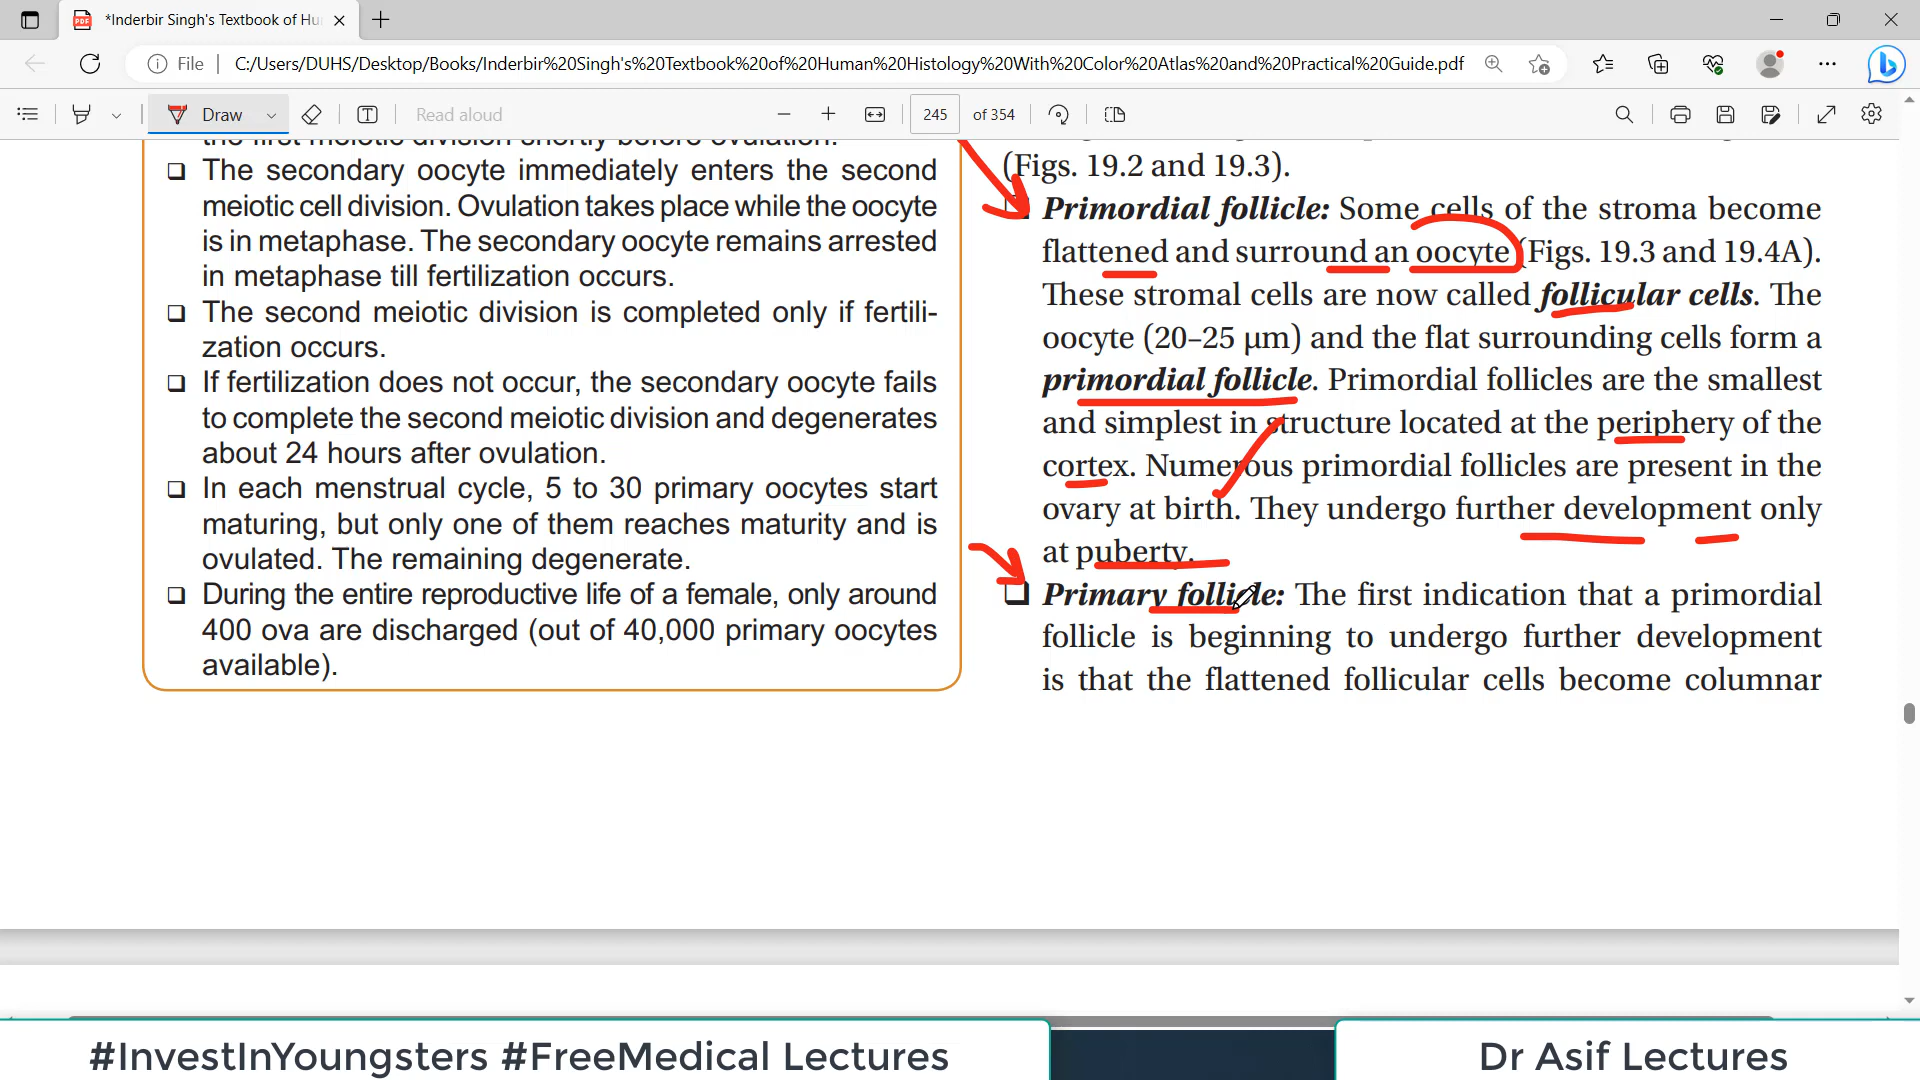 *Inderbir Singh's Textbook of Hu
File
C:/Users/DUHS/Desktop/Books/Inderbir%20Singh's%20Textbook%20of%20Human%20Histology%20With%20Color%20Atlas%20and%20Practical%20Guide.pdf
Draw
Read aloud
245 of 354
the first meiotic division shortly before ovulation.
❑ The secondary oocyte immediately enters the second
meiotic cell division. Ovulation takes place while the oocyte
is in metaphase. The secondary oocyte remains arrested
in metaphase till fertilization occurs.
❑ The second meiotic division is completed only if fertili-
zation occurs.
❑ If fertilization does not occur, the secondary oocyte fails
to complete the second meiotic division and degenerates
about 24 hours after ovulation.
❑ In each menstrual cycle, 5 to 30 primary oocytes start
maturing, but only one of them reaches maturity and is
ovulated. The remaining degenerate.
❑ During the entire reproductive life of a female, only around
400 ova are discharged (out of 40,000 primary oocytes
available).
(Figs. 19.2 and 19.3).
❑ Primordial follicle: Some cells of the stroma become
flattened and surround an oocyte (Figs. 19.3 and 19.4A).
These stromal cells are now called follicular cells. The
oocyte (20–25 μm) and the flat surrounding cells form a
primordial follicle. Primordial follicles are the smallest
and simplest in structure located at the periphery of the
cortex. Numerous primordial follicles are present in the
ovary at birth. They undergo further development only
at puberty.
❑ Primary follicle: The first indication that a primordial
follicle is beginning to undergo further development
is that the flattened follicular cells become columnar
#InvestInYoungsters #FreeMedical Lectures
Dr Asif Lectures